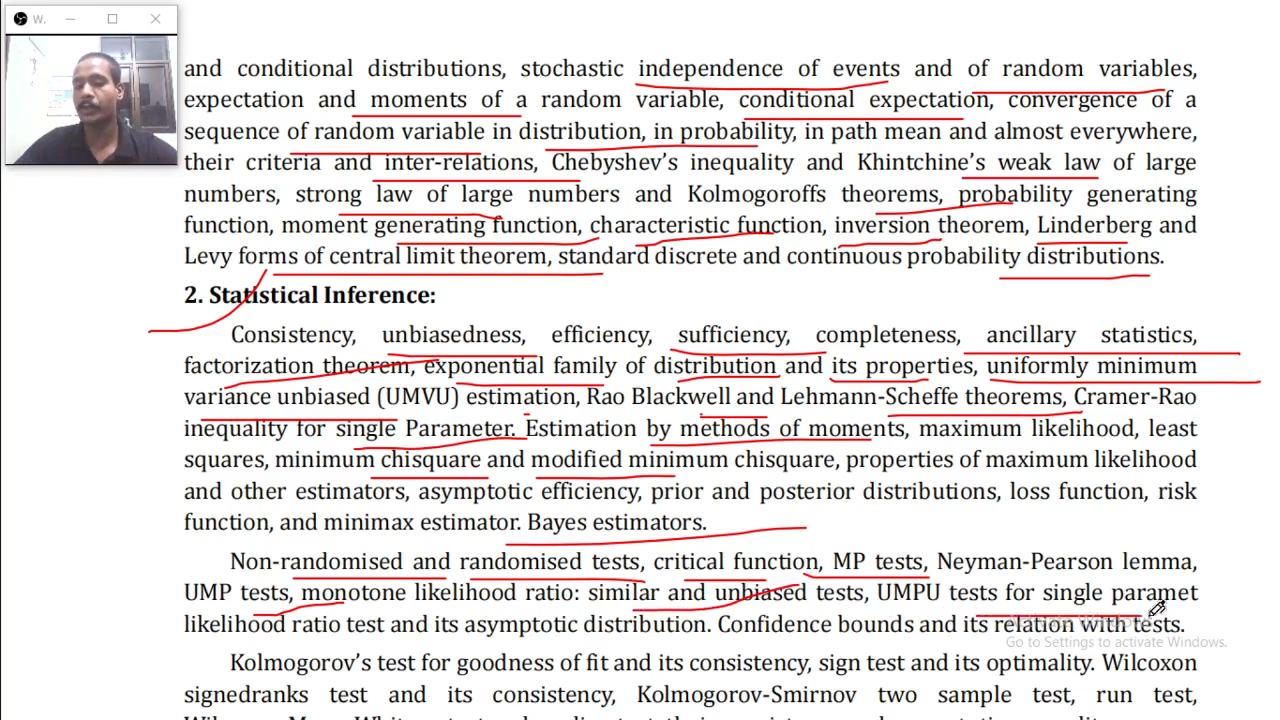 W.
and conditional distributions, stochastic independence of events and of random variables,
expectation and moments of a random variable, conditional expectation, convergence of a
sequence of random variable in distribution, in probability, in path mean and almost everywhere,
their criteria and inter-relations, Chebyshev’s inequality and Khintchine’s weak law of large
numbers, strong law of large numbers and Kolmogoroffs theorems, probability generating
function, moment generating function, characteristic function, inversion theorem, Linderberg and
Levy forms of central limit theorem, standard discrete and continuous probability distributions.
2. Statistical Inference:
Consistency, unbiasedness, efficiency, sufficiency, completeness, ancillary statistics,
factorization theorem, exponential family of distribution and its properties, uniformly minimum
variance unbiased (UMVU) estimation, Rao Blackwell and Lehmann-Scheffe theorems, Cramer-Rao
inequality for single Parameter. Estimation by methods of moments, maximum likelihood, least
squares, minimum chisquare and modified minimum chisquare, properties of maximum likelihood
and other estimators, asymptotic efficiency, prior and posterior distributions, loss function, risk
function, and minimax estimator. Bayes estimators.
Non-randomised and randomised tests, critical function, MP tests, Neyman-Pearson lemma,
UMP tests, monotone likelihood ratio: similar and unbiased tests, UMPU tests for single paramet
likelihood ratio test and its asymptotic distribution. Confidence bounds and its relation with tests.
Go to Settings to activate Windows.
Kolmogorov’s test for goodness of fit and its consistency, sign test and its optimality. Wilcoxon
signedranks test and its consistency, Kolmogorov-Smirnov two sample test, run test,